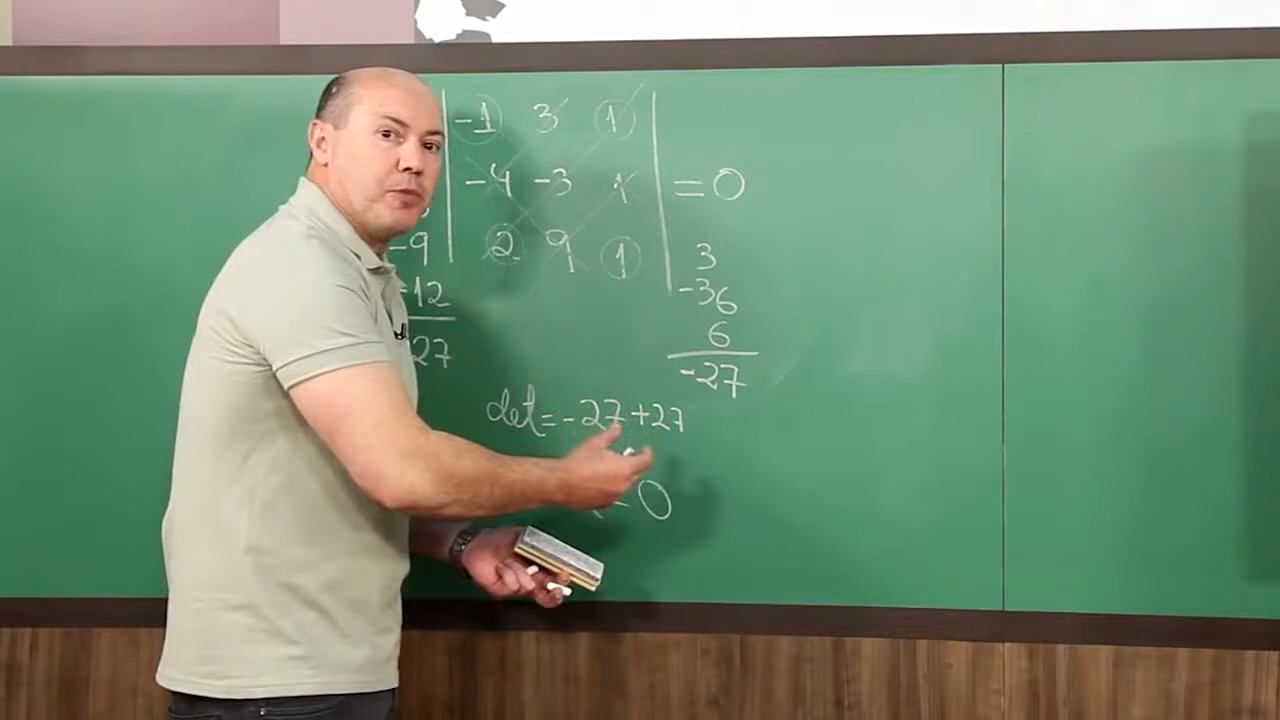 -1 3 1
-4 -3 1 = 0
2 9 1
-9
-12
27
3
-36
6
-27
det = -27 + 27
= 0